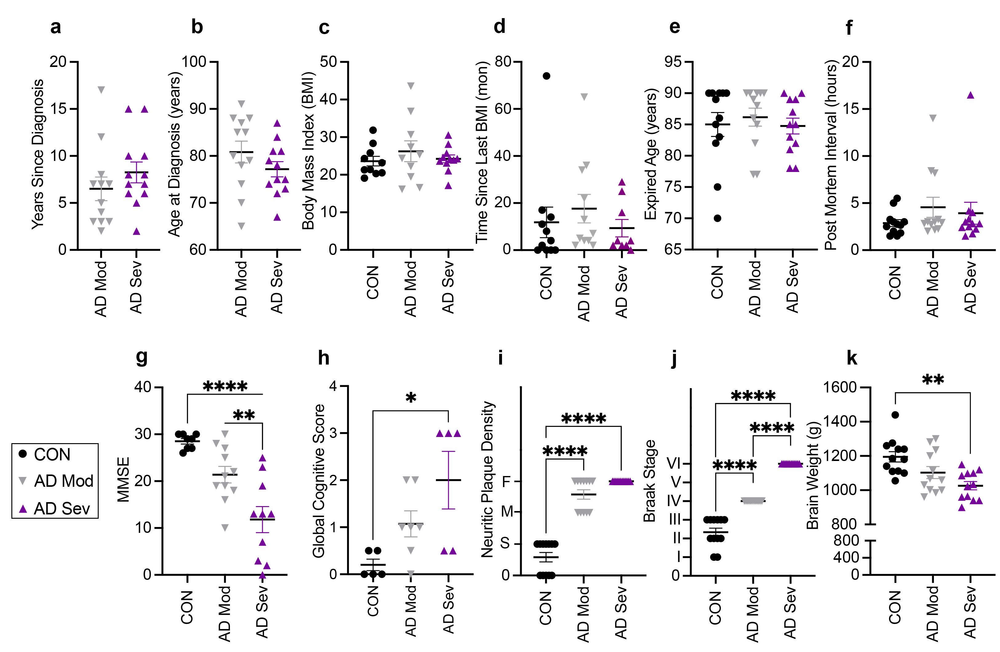 a
b
c
d
e
f
Years Since Diagnosis
20
15
10
5
0
AD Mod
AD Sev
Age at Diagnosis (years)
100
90
80
70
60
AD Mod
AD Sev
Body Mass Index (BMI)
50
40
30
20
10
0
CON
AD Mod
AD Sev
Time Since Last BMI (mon)
80
60
40
20
0
CON
AD Mod
AD Sev
Expired Age (years)
95
90
85
80
75
70
65
CON
AD Mod
AD Sev
Post Mortem Interval (hours)
20
15
10
5
0
CON
AD Mod
AD Sev
CON
AD Mod
AD Sev
g
h
i
j
k
MMSE
40
30
20
10
0
****
**
CON
AD Mod
AD Sev
Global Cognitive Score
4
3
2
1
0
*
CON
AD Mod
AD Sev
Neuritic Plaque Density
F
M
S
0
****
****
CON
AD Mod
AD Sev
Braak Stage
VI
V
IV
III
II
I
0
****
****
****
CON
AD Mod
AD Sev
Brain Weight (g)
1600
1400
1200
1000
800
800
400
0
**
CON
AD Mod
AD Sev